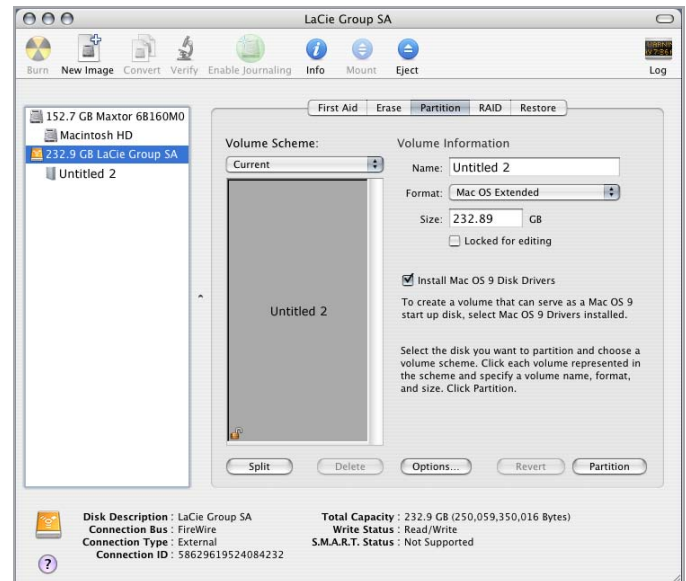 LaCie Group SA
Burn New Image Convert Verify Enable Journaling Info Mount Eject Log
First Aid Erase Partition RAID Restore
152.7 GB Maxtor 6B160M0
Macintosh HD
232.9 GB LaCie Group SA
Untitled 2
Volume Scheme:
Current
Untitled 2
Volume Information
Name: Untitled 2
Format: Mac OS Extended
Size: 232.89 GB
Locked for editing
Install Mac OS 9 Disk Drivers
To create a volume that can serve as a Mac OS 9
start up disk, select Mac OS 9 Drivers installed.
Select the disk you want to partition and choose a
volume scheme. Click each volume represented in
the scheme and specify a volume name, format,
and size. Click Partition.
Split Delete Options... Revert Partition
Disk Description : LaCie Group SA
Connection Bus : FireWire
Connection Type : External
Connection ID : 58629619524084232
Total Capacity : 232.9 GB (250,059,350,016 Bytes)
Write Status : Read/Write
S.M.A.R.T. Status : Not Supported
?